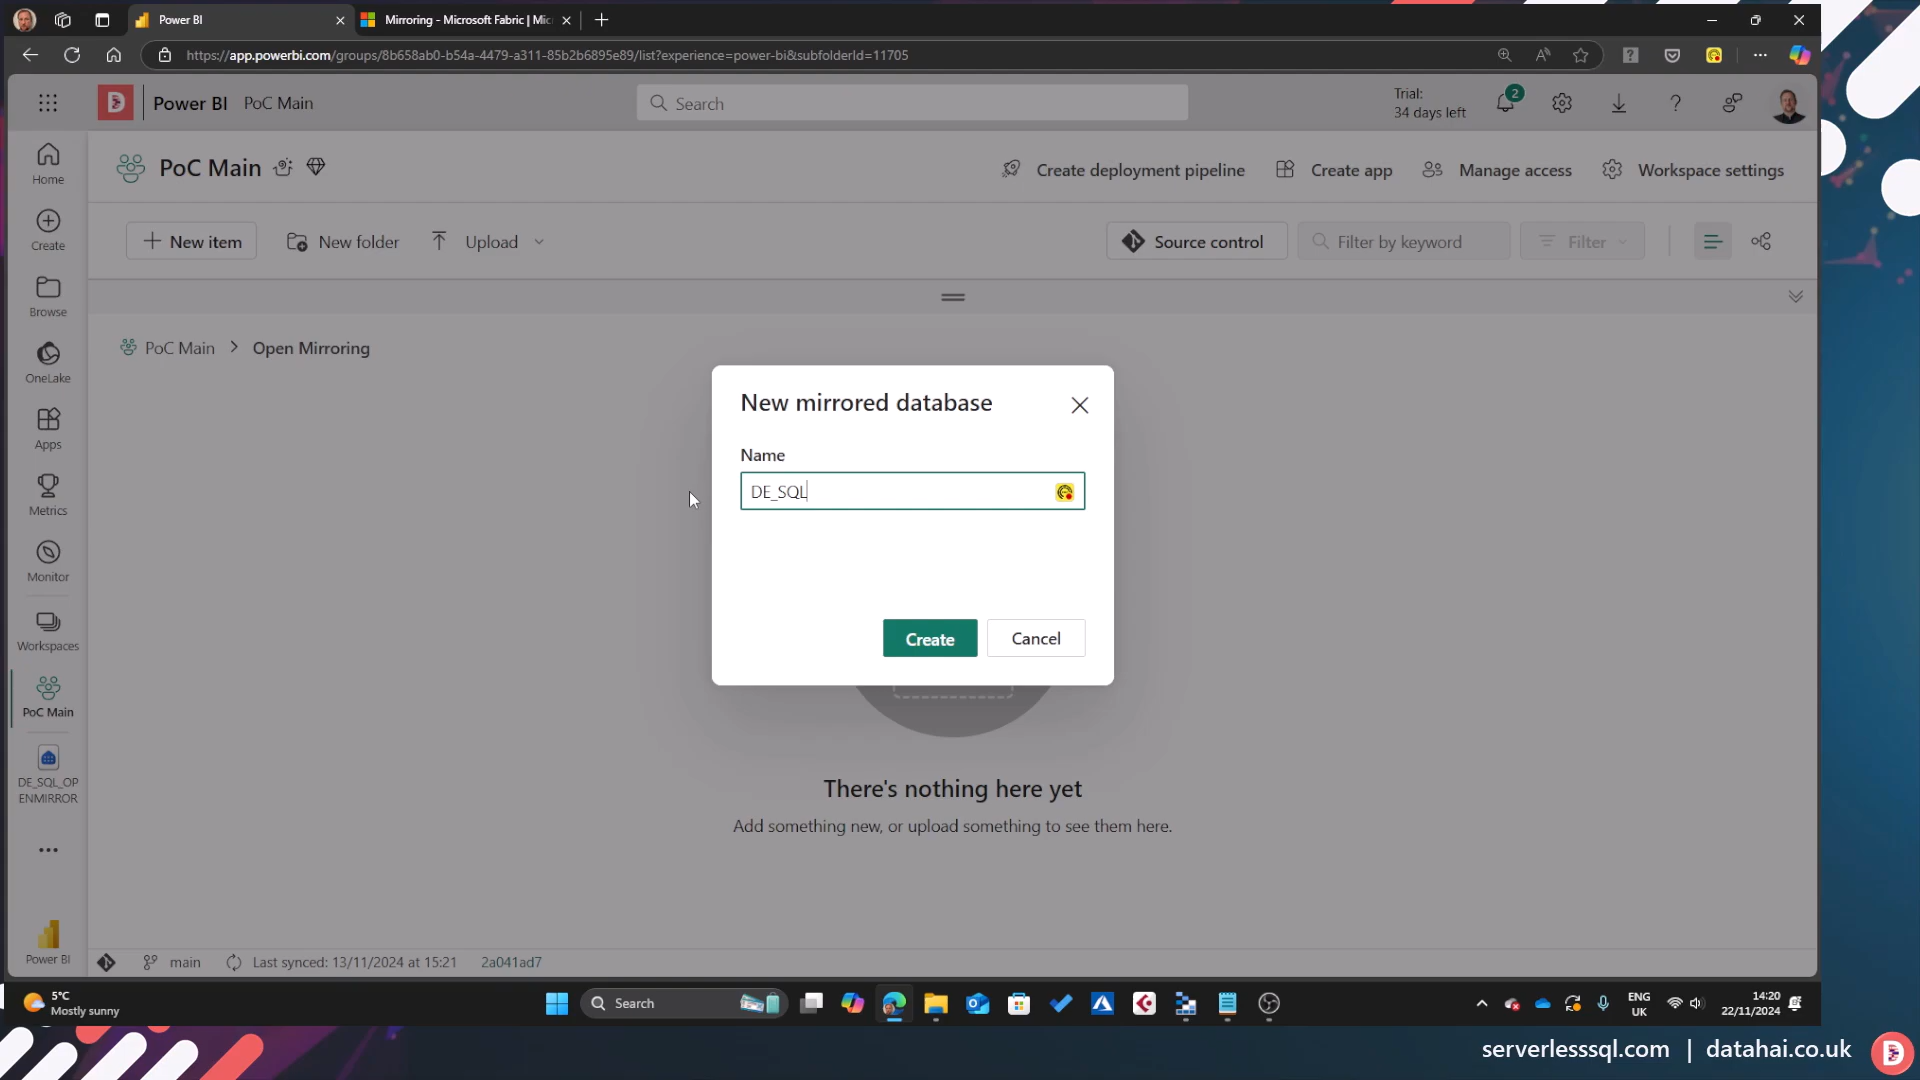 Power BI
Mirroring - Microsoft Fabric | Mic
https://app.powerbi.com/groups/8b658ab0-b54a-4479-a311-85b2b6895e89/list?experience=power-bi&subfolderId=11705
Power BI PoC Main
Search
Trial:
34 days left
2
PoC Main
Create deployment pipeline
Create app
Manage access
Workspace settings
New item
New folder
Upload
Source control
Filter by keyword
Filter
PoC Main > Open Mirroring
Home
Create
Browse
OneLake
Apps
Metrics
Monitor
Workspaces
PoC Main
DE_SQL_OP
ENMIRROR
Power BI
New mirrored database
Name
DE_SQL
Create
Cancel
There's nothing here yet
Add something new, or upload something to see them here.
main
Last synced: 13/11/2024 at 15:21
2a041ad7
5°C
Mostly sunny
Search
ENG
UK
14:20
22/11/2024
serverlesssql.com | datahai.co.uk